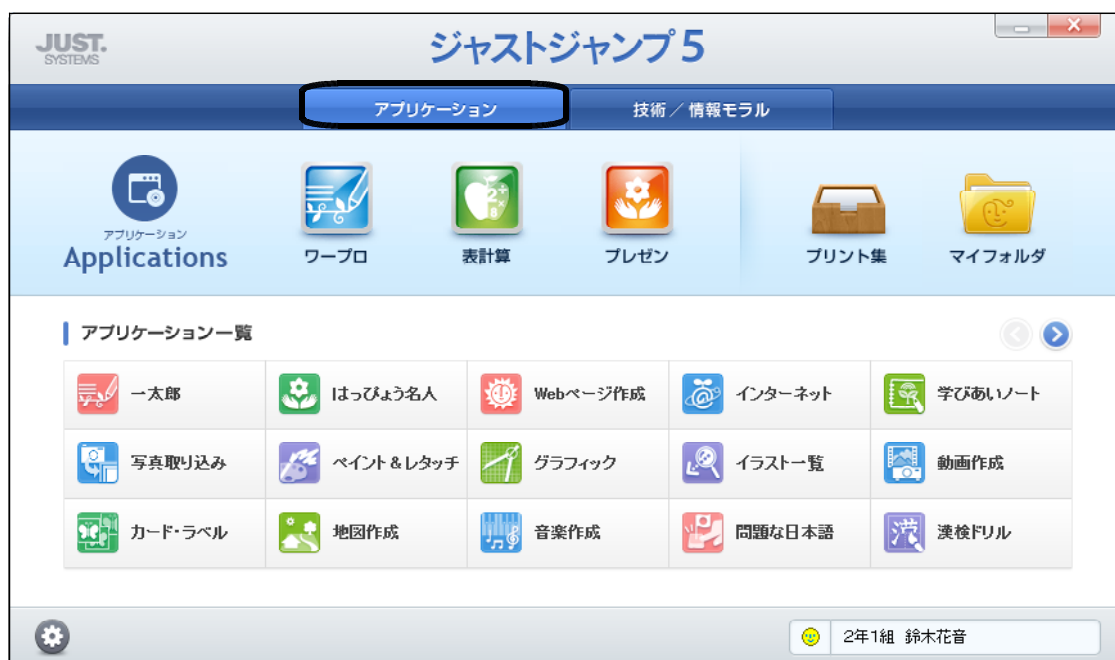 JUST.
SYSTEMS
ジャストジャンプ5
アプリケーション
技術／情報モラル
アプリケーション
Applications
ワープロ
表計算
プレゼン
プリント集
マイフォルダ
アプリケーション一覧
一太郎
はっぴょう名人
Webページ作成
インターネット
学びあいノート
写真取り込み
ペイント＆レタッチ
グラフィック
イラスト一覧
動画作成
カード・ラベル
地図作成
音楽作成
問題な日本語
漢検ドリル
2年1組 鈴木花音